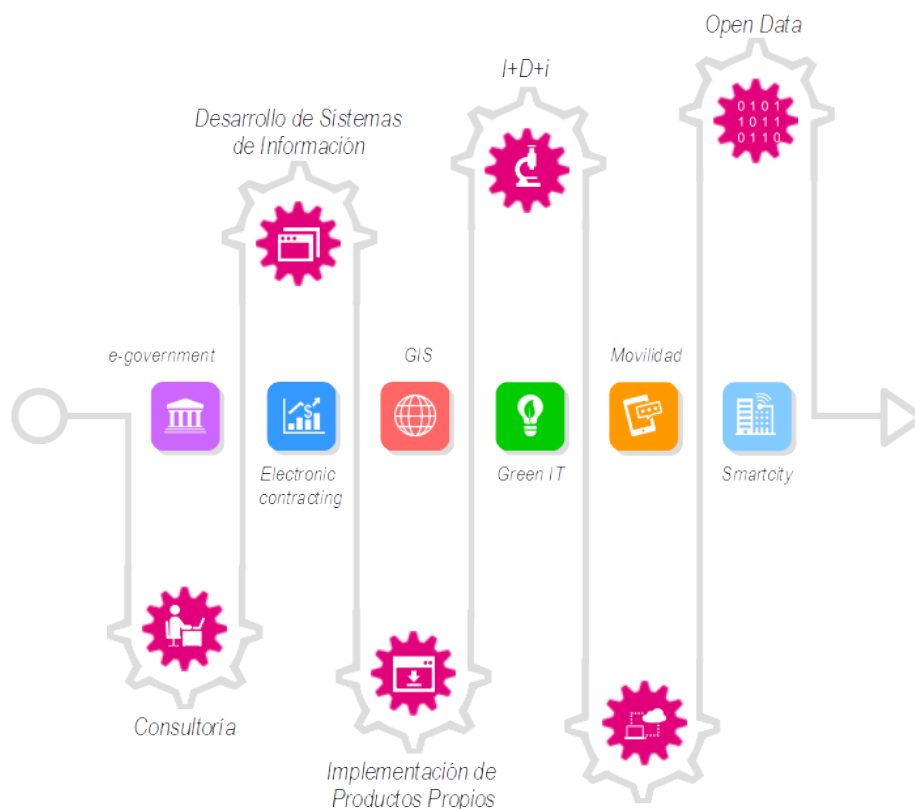 Open Data
I+D+i
Desarrollo de Sistemas
de Información
0101
1011
0110
e-government
GIS
Movilidad
$
Electronic
contracting
Green IT
Smartcity
Consultoría
Implementación de
Productos Propios